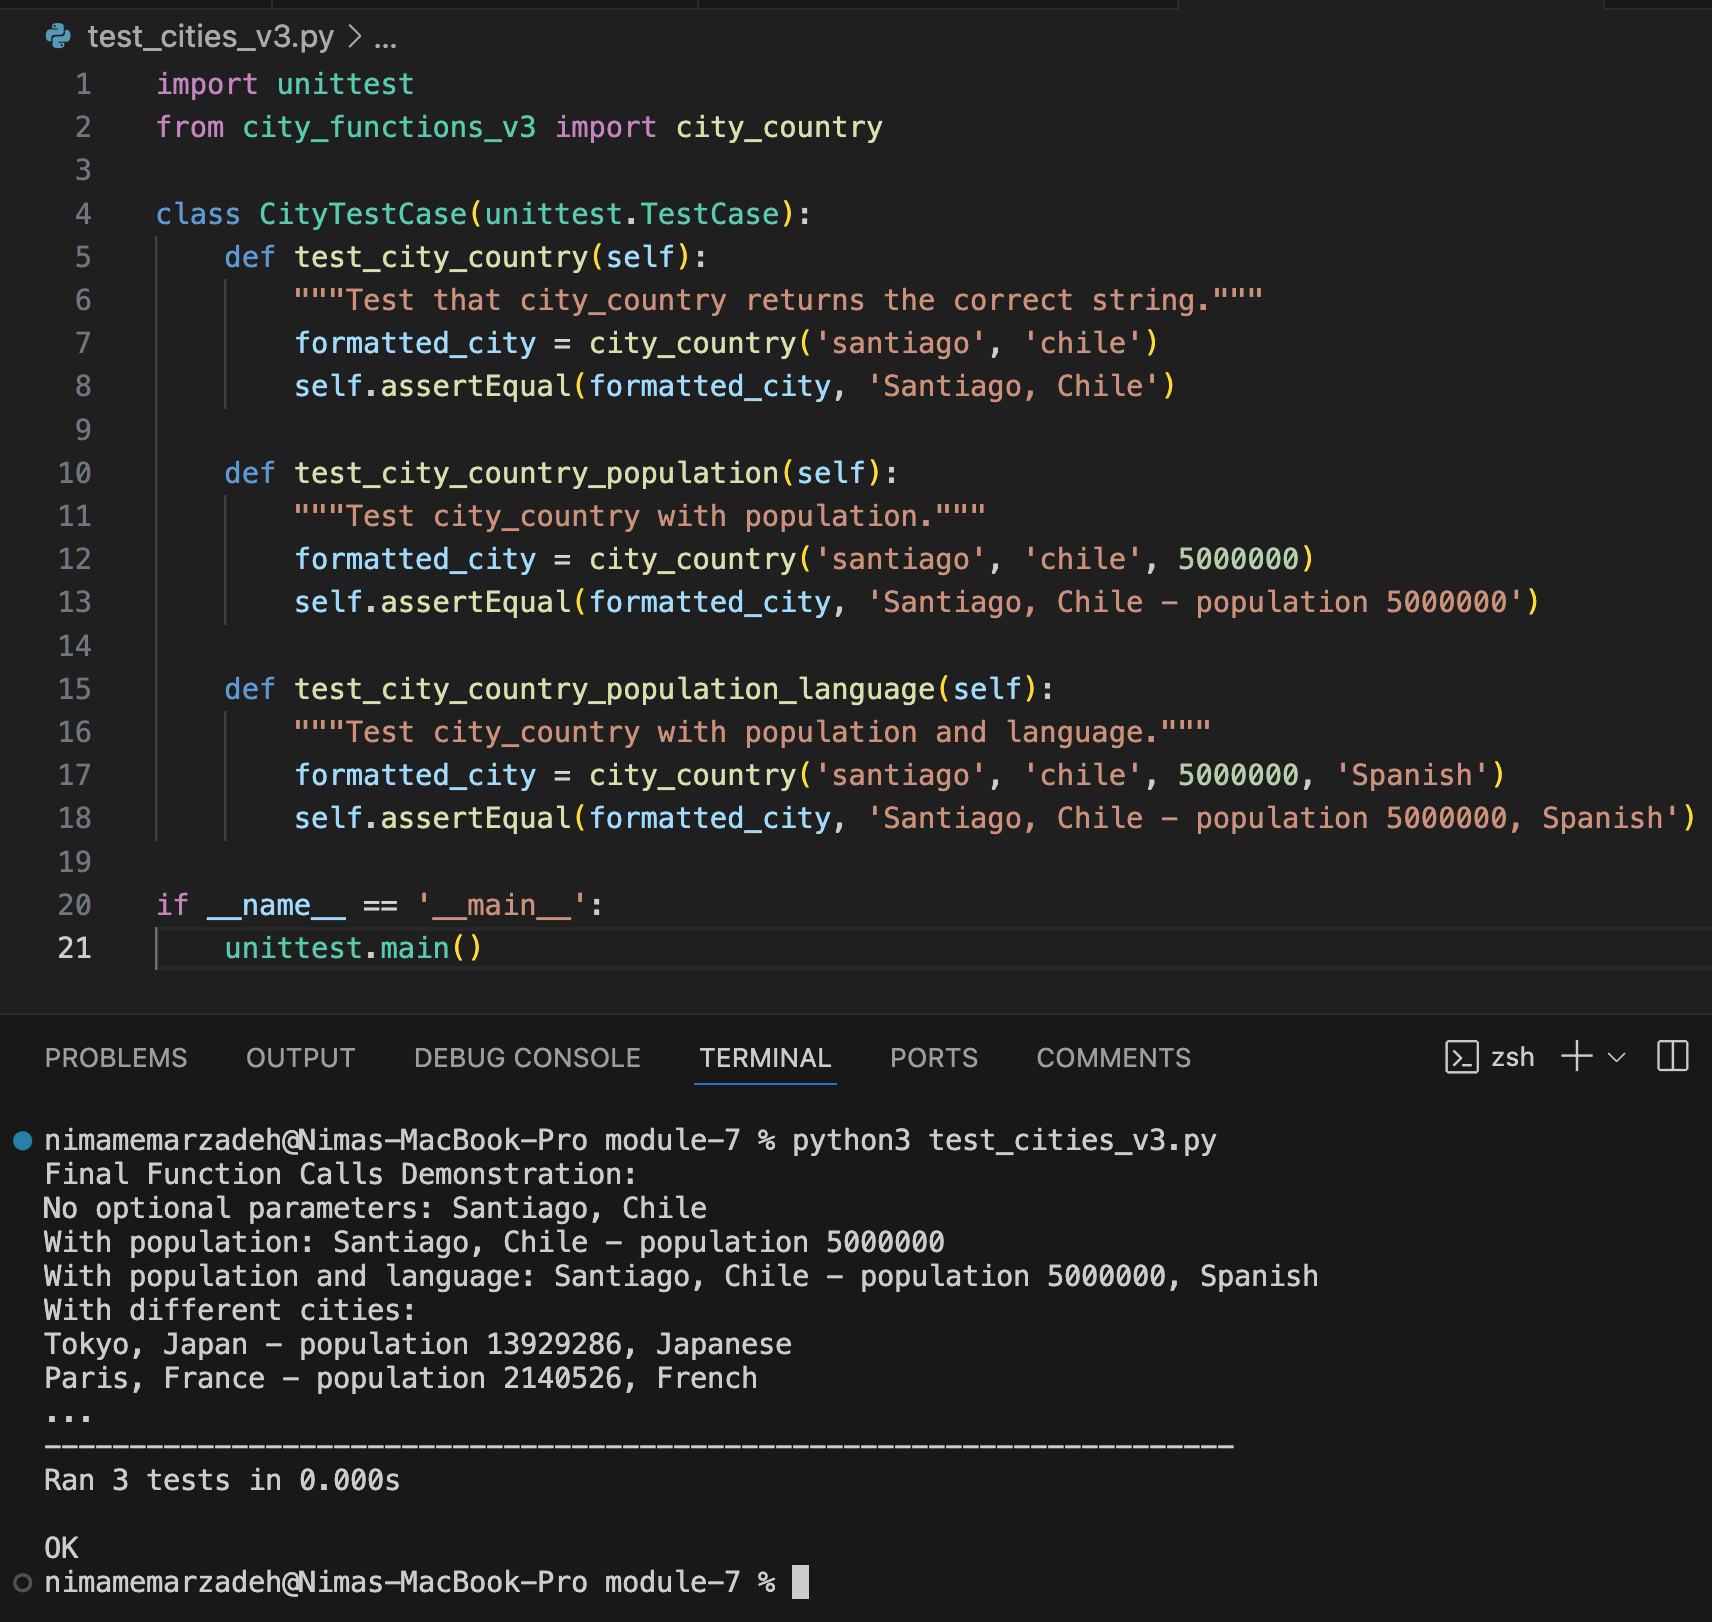 test_cities_v3.py > ...
1 import unittest
2 from city_functions_v3 import city_country
3
4 class CityTestCase(unittest.TestCase):
5     def test_city_country(self):
6         """Test that city_country returns the correct string."""
7         formatted_city = city_country('santiago', 'chile')
8         self.assertEqual(formatted_city, 'Santiago, Chile')
9
10     def test_city_country_population(self):
11         """Test city_country with population."""
12         formatted_city = city_country('santiago', 'chile', 5000000)
13         self.assertEqual(formatted_city, 'Santiago, Chile - population 5000000')
14
15     def test_city_country_population_language(self):
16         """Test city_country with population and language."""
17         formatted_city = city_country('santiago', 'chile', 5000000, 'Spanish')
18         self.assertEqual(formatted_city, 'Santiago, Chile - population 5000000, Spanish')
19
20 if __name__ == '__main__':
21     unittest.main()
PROBLEMS OUTPUT DEBUG CONSOLE TERMINAL PORTS COMMENTS zsh
nimamemarzadeh@Nimas-MacBook-Pro module-7 % python3 test_cities_v3.py
Final Function Calls Demonstration:
No optional parameters: Santiago, Chile
With population: Santiago, Chile - population 5000000
With population and language: Santiago, Chile - population 5000000, Spanish
With different cities:
Tokyo, Japan - population 13929286, Japanese
Paris, France - population 2140526, French
...
----------------------------------------------------------------------
Ran 3 tests in 0.000s

OK
nimamemarzadeh@Nimas-MacBook-Pro module-7 %